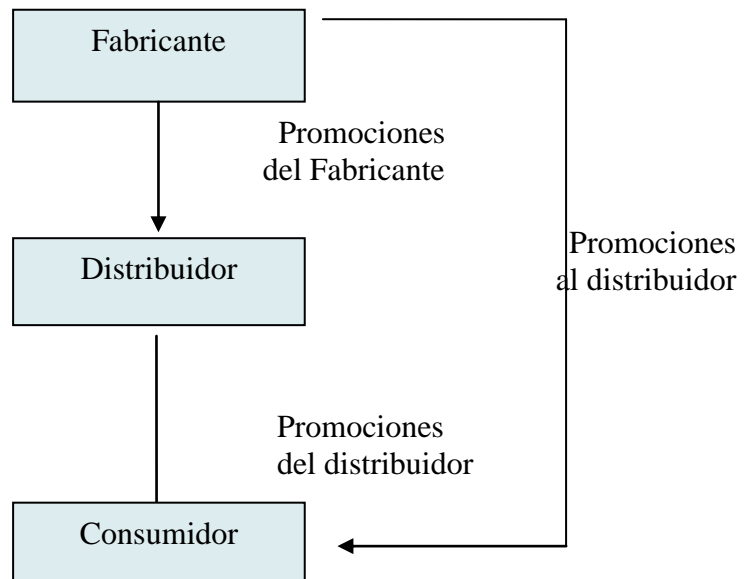 Fabricante
Promociones
del Fabricante
Distribuidor
Promociones
al distribuidor
Promociones
del distribuidor
Consumidor